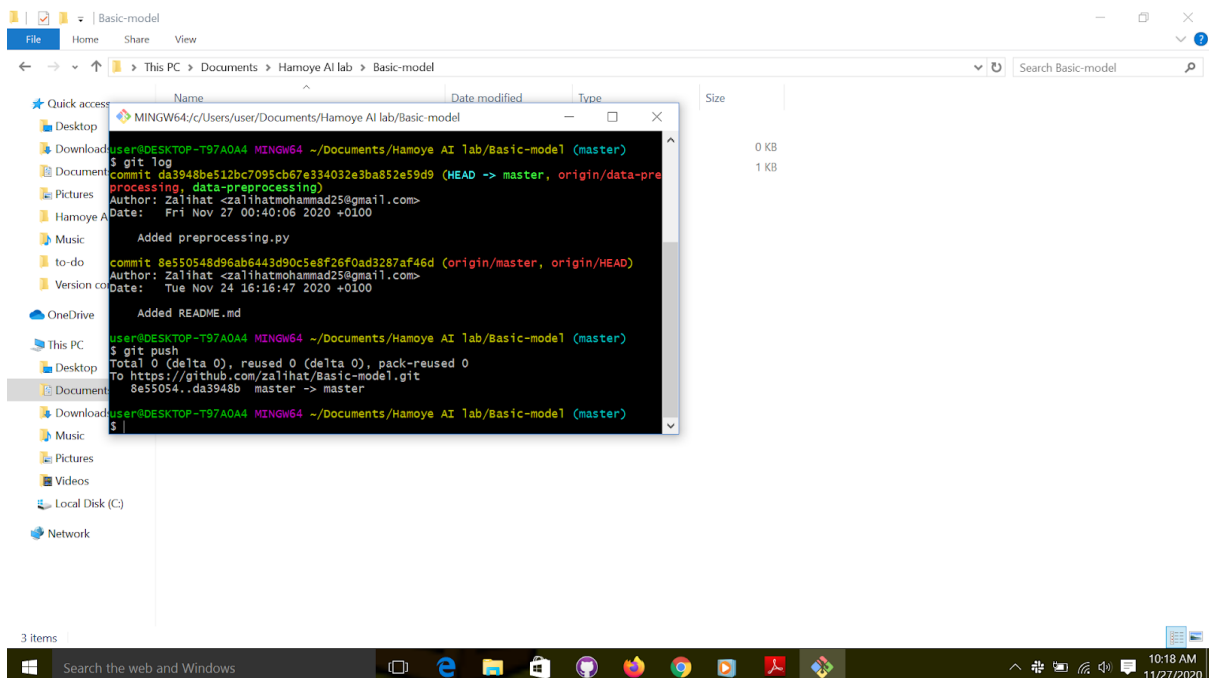 Basic-model
File Home Share View
This PC > Documents > Hamoye AI lab > Basic-model
Search Basic-model
Name Date modified Type Size
Quick access
Desktop
Download
Document
Pictures
Hamoye A
Music
to-do
Version co
OneDrive
This PC
Desktop
Document
Download
Music
Pictures
Videos
Local Disk (C:)
Network
0 KB
1 KB
MINGW64:/c/Users/user/Documents/Hamoye AI lab/Basic-model
user@DESKTOP-T97A0A4 MINGW64 ~/Documents/Hamoye AI lab/Basic-model (master)
$ git log
commit da3948be512bc7095cb67e334032e3ba852e59d9 (HEAD -> master, origin/data-pre
processing, data-preprocessing)
Author: Zalihat <zalihatmohammad25@gmail.com>
Date: Fri Nov 27 00:40:06 2020 +0100
Added preprocessing.py
commit 8e550548d96ab6443d90c5e8f26f0ad3287af46d (origin/master, origin/HEAD)
Author: Zalihat <zalihatmohammad25@gmail.com>
Date: Tue Nov 24 16:16:47 2020 +0100
Added README.md
user@DESKTOP-T97A0A4 MINGW64 ~/Documents/Hamoye AI lab/Basic-model (master)
$ git push
Total 0 (delta 0), reused 0 (delta 0), pack-reused 0
To https://github.com/zalihat/Basic-model.git
8e55054..da3948b master -> master
user@DESKTOP-T97A0A4 MINGW64 ~/Documents/Hamoye AI lab/Basic-model (master)
$
3 items
Search the web and Windows
10:18 AM
11/27/2020